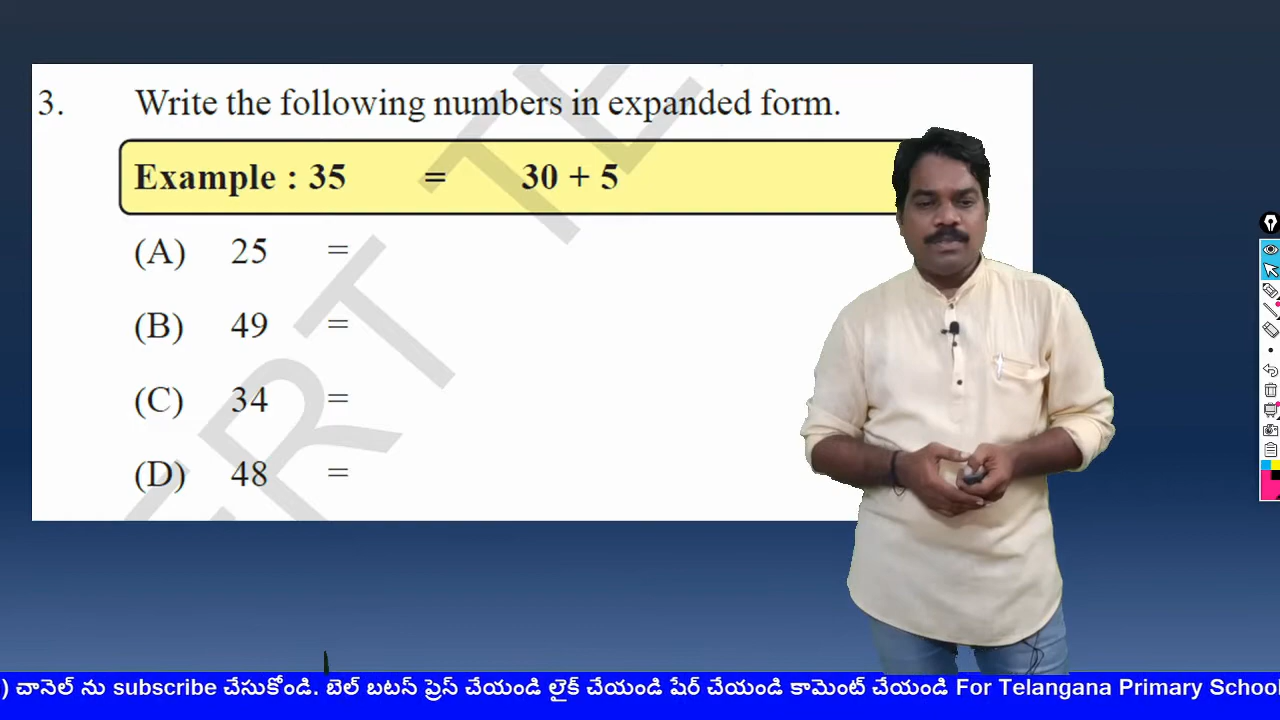 3. Write the following numbers in expanded form.
Example : 35 = 30 + 5
(A) 25 =
(B) 49 =
(C) 34 =
(D) 48 =
) చానెల్ ను subscribe చేసుకోండి. బెల్ బటన్ ప్రెస్ చేయండి లైక్ చేయండి షేర్ చేయండి కామెంట్ చేయండి For Telangana Primary School